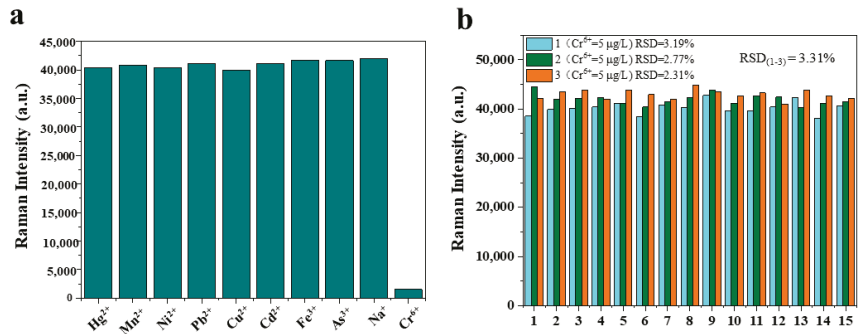 a
Raman Intensity (a.u.)
45,000
40,000
35,000
30,000
25,000
20,000
15,000
10,000
5,000
0
Hg²⁺ Mn²⁺ Ni²⁺ Pb²⁺ Cu²⁺ Cd²⁺ Fe³⁺ As³⁺ Na⁺ Cr⁶⁺
b
Raman Intensity (a.u.)
50,000
40,000
30,000
20,000
10,000
0
1（Cr⁶⁺=5 μg/L) RSD=3.19%
2（Cr⁶⁺=5 μg/L) RSD=2.77%
3（Cr⁶⁺=5 μg/L) RSD=2.31%
RSD₍₁₋₃₎=3.31%
1 2 3 4 5 6 7 8 9 10 11 12 13 14 15